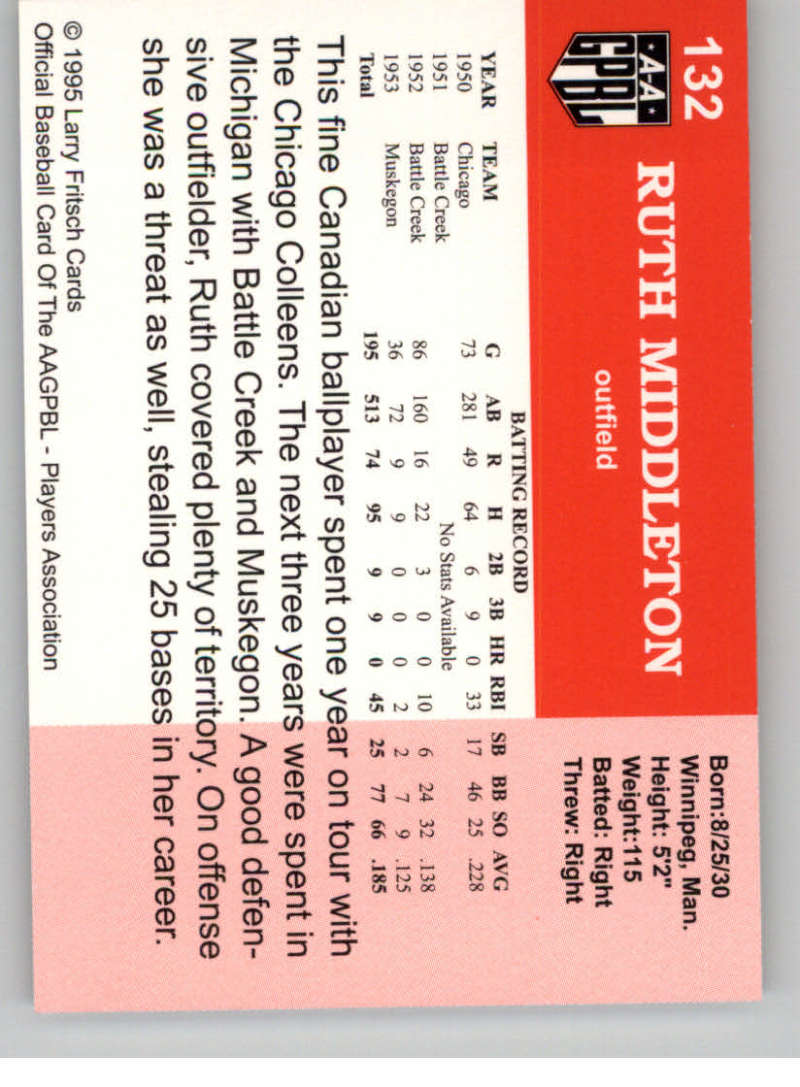 132
A-A
GPBL
RUTH MIDDLETON
outfield
Born:8/25/30
Winnipeg, Man.
Height: 5'2"
Weight:115
Batted: Right
Threw: Right
BATTING RECORD
YEAR TEAM G AB R H 2B 3B HR RBI SB BB SO AVG
1950 Chicago 73 281 49 64 6 9 0 33 17 46 25 .228
1951 Battle Creek No Stats Available
1952 Battle Creek 86 160 16 22 3 0 0 10 6 24 32 .138
1953 Muskegon 36 72 9 9 0 0 0 2 2 7 9 .125
Total 195 513 74 95 9 9 0 45 25 77 66 .185
This fine Canadian ballplayer spent one year on tour with
the Chicago Colleens. The next three years were spent in
Michigan with Battle Creek and Muskegon. A good defen-
sive outfielder, Ruth covered plenty of territory. On offense
she was a threat as well, stealing 25 bases in her career.
© 1995 Larry Fritsch Cards
Official Baseball Card Of The AAGPBL - Players Association